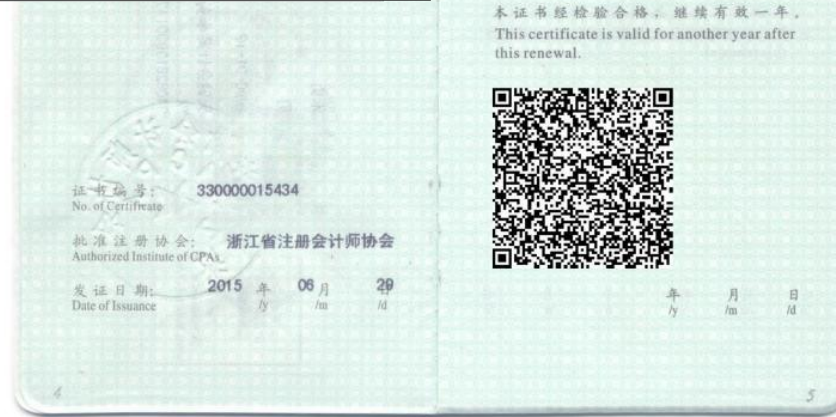 证书编号: 330000015434
No. of Certificate
批准注册协会: 浙江省注册会计师协会
Authorized Institute of CPAs
发证日期: 2015 年 06 月 29 日
Date of Issuance /y /m /d
4
本证书经检验合格,继续有效一年。
This certificate is valid for another year after
this renewal.
年 月 日
/y /m /d
5